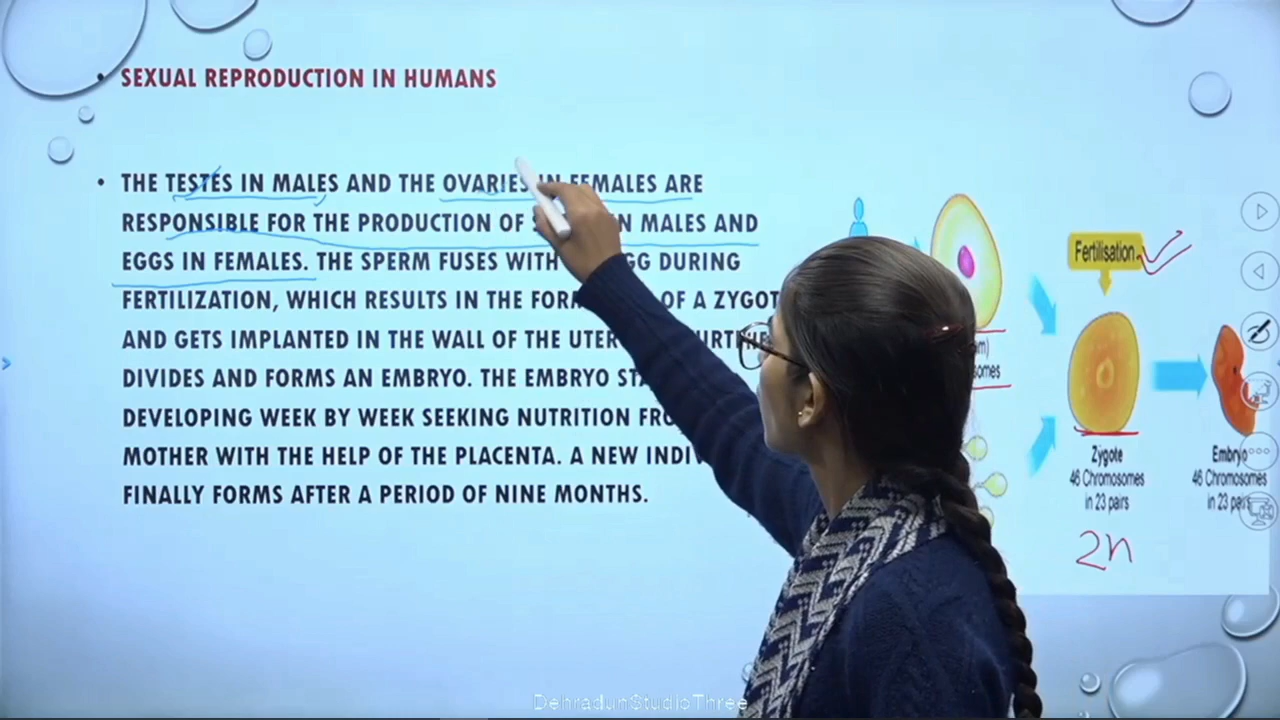 SEXUAL REPRODUCTION IN HUMANS
THE TESTES IN MALES AND THE OVARIES IN FEMALES ARE
RESPONSIBLE FOR THE PRODUCTION OF MALES AND
EGGS IN FEMALES. THE SPERM FUSES WITH DURING
FERTILIZATION, WHICH RESULTS IN THE OF A
AND GETS IMPLANTED IN THE WALL OF THE
DIVIDES AND FORMS AN EMBRYO. THE EMBRYO
DEVELOPING WEEK BY WEEK SEEKING NUTRITION
MOTHER WITH THE HELP OF THE PLACENTA. A NEW
FINALLY FORMS AFTER A PERIOD OF NINE MONTHS.
Fertilisation
Zygote
46 Chromosomes
in 23 pairs
2n
Embryo
46 Chromosomes
in 23 pairs
DehradunStudioThree